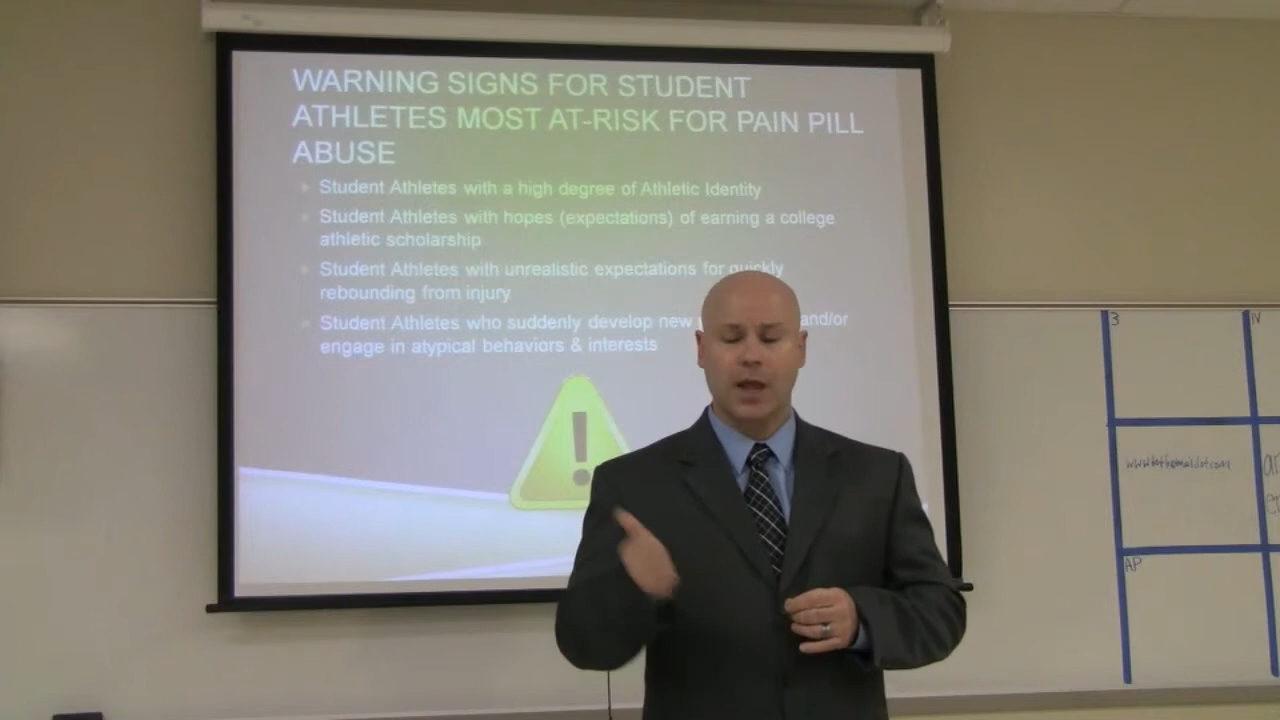 WARNING SIGNS FOR STUDENT
ATHLETES MOST AT-RISK FOR PAIN PILL
ABUSE
Student Athletes with a high degree of Athletic Identity
Student Athletes with hopes (expectations) of earning a college
athletic scholarship
Student Athletes with unrealistic expectations for quickly
rebounding from injury
Student Athletes who suddenly develop new and/or
engage in atypical behaviors & interests
!
3
IV
AP